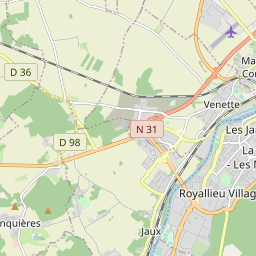 D 36
Ma
Co
Venette
N 31
Les Ja
D 98
La
- Les N
Royallieu Villag
nquières
Jaux